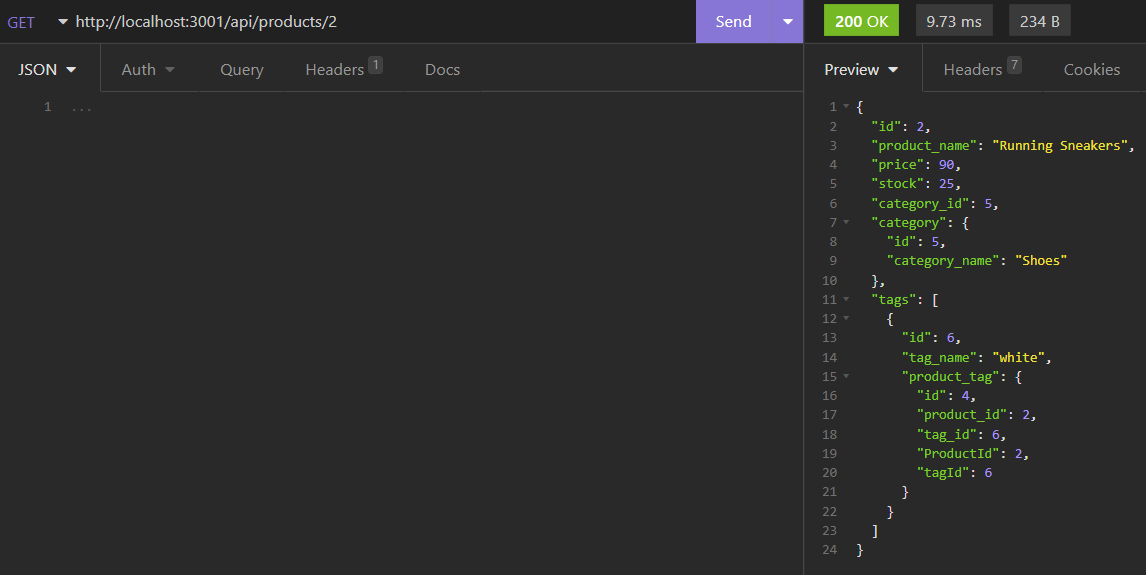 GET http://localhost:3001/api/products/2 Send 200 OK 9.73 ms 234 B
JSON Auth Query Headers 1 Docs Preview Headers 7 Cookies
1 ...
1 {
2 "id": 2,
3 "product_name": "Running Sneakers",
4 "price": 90,
5 "stock": 25,
6 "category_id": 5,
7 "category": {
8 "id": 5,
9 "category_name": "Shoes"
10 },
11 "tags": [
12 {
13 "id": 6,
14 "tag_name": "white",
15 "product_tag": {
16 "id": 4,
17 "product_id": 2,
18 "tag_id": 6,
19 "ProductId": 2,
20 "tagId": 6
21 }
22 }
23 ]
24 }